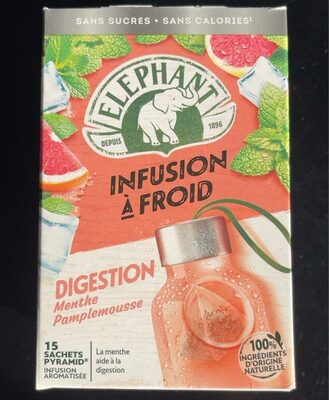 SANS SUCRES • SANS CALORIES¹
ELEPHANT
DEPUIS 1896
INFUSION
À FROID
DIGESTION
Menthe
Pamplemousse
15
SACHETS
PYRAMID®
INFUSION
AROMATISÉE
La menthe
aide à la
digestion
100%
INGRÉDIENTS
D'ORIGINE
NATURELLE